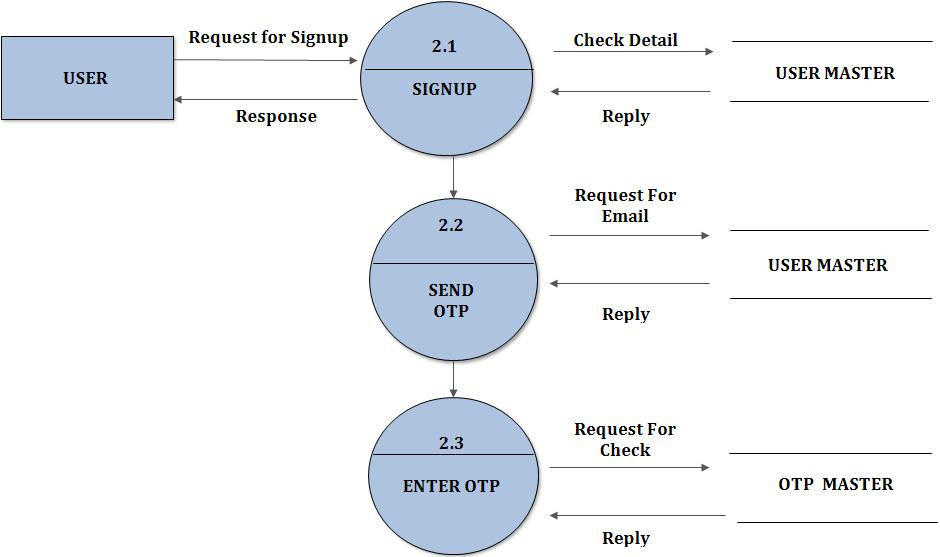 Request for Signup
USER
Response
2.1
SIGNUP
Check Detail
USER MASTER
Reply
2.2
SEND
OTP
Request For
Email
USER MASTER
Reply
2.3
ENTER OTP
Request For
Check
OTP MASTER
Reply